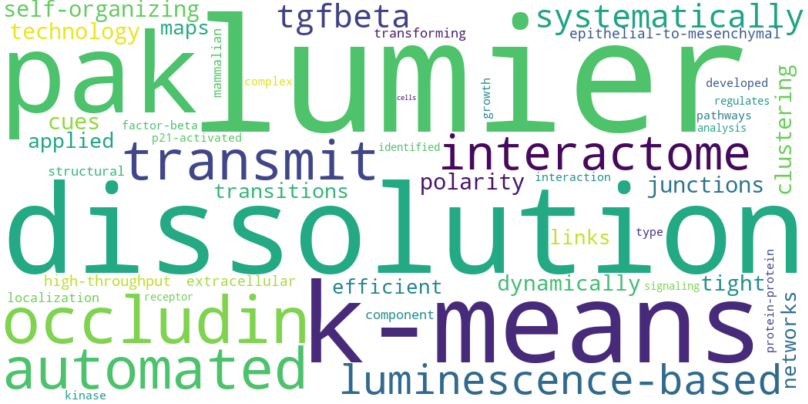 self-organizing
tgfbeta
systematically
technology
maps
mammalian
transforming
epithelial-to-mesenchymal
pak
lumier
complex
cells
growth
developed
regulates
pathways
analysis
clustering
cues
factor-beta
p21-activated
applied
identified
transmit
interactome
structural
transitions
polarity
interaction
junctions
dissolution
links
type
high-throughput
extracellular
efficient
dynamically
signaling
tight
protein-protein
networks
localization
receptor
occludin
k-means
component
automated
luminescence-based
kinase